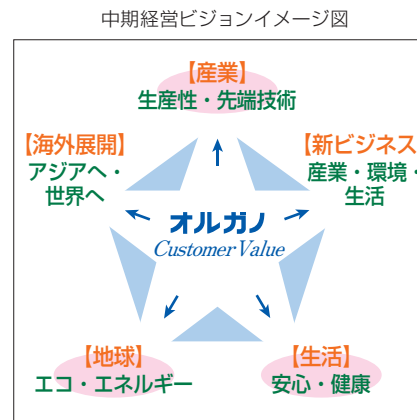 中期経営ビジョンイメージ図
【産業】
生産性・先端技術
【海外展開】
アジアへ・
世界へ
【新ビジネス
産業・環境・
生活
オルガノ
Customer Value
【地球】
エコ・エネルギー
【生活】
安心・健康